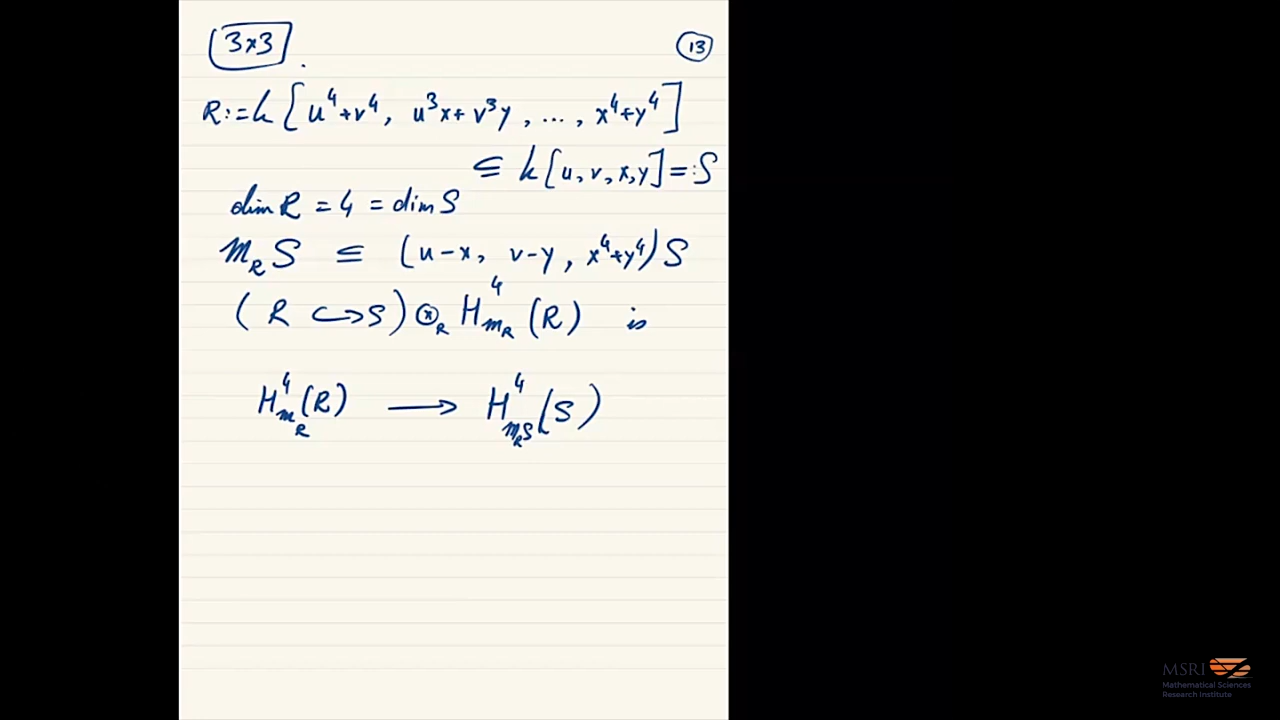 3x3 13
R:=k[u⁴+v⁴, u³x+v³y, ..., x⁴+y⁴]
⊆ k[u,v,x,y]=:S
dim R = 4 = dim S
m_R S ⊆ (u-x, v-y, x⁴+y⁴)S
(R ↪ S) ⊗_R H⁴_{m_R}(R) is
H⁴_{m_R}(R) ⟶ H⁴_{m_R S}(S)
MSRI
Mathematical Sciences
Research Institute